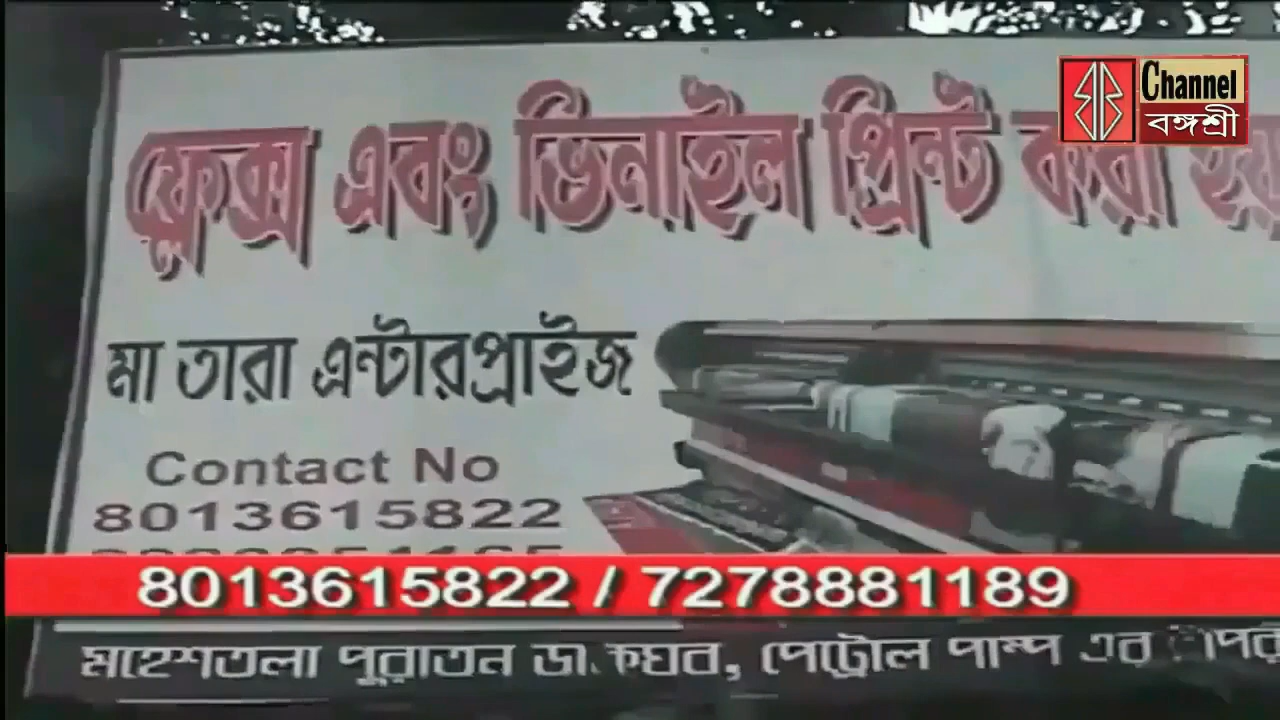 Channel
বঙ্গশ্রী
ফ্লেক্স এবং ভিনাইল প্রিন্ট করা হয়
মা তারা এন্টারপ্রাইজ
Contact No
8013615822
8013615822 / 7278881189
মহেশতলা পুরাতন ডাকঘর, পেট্রোল পাম্প এর